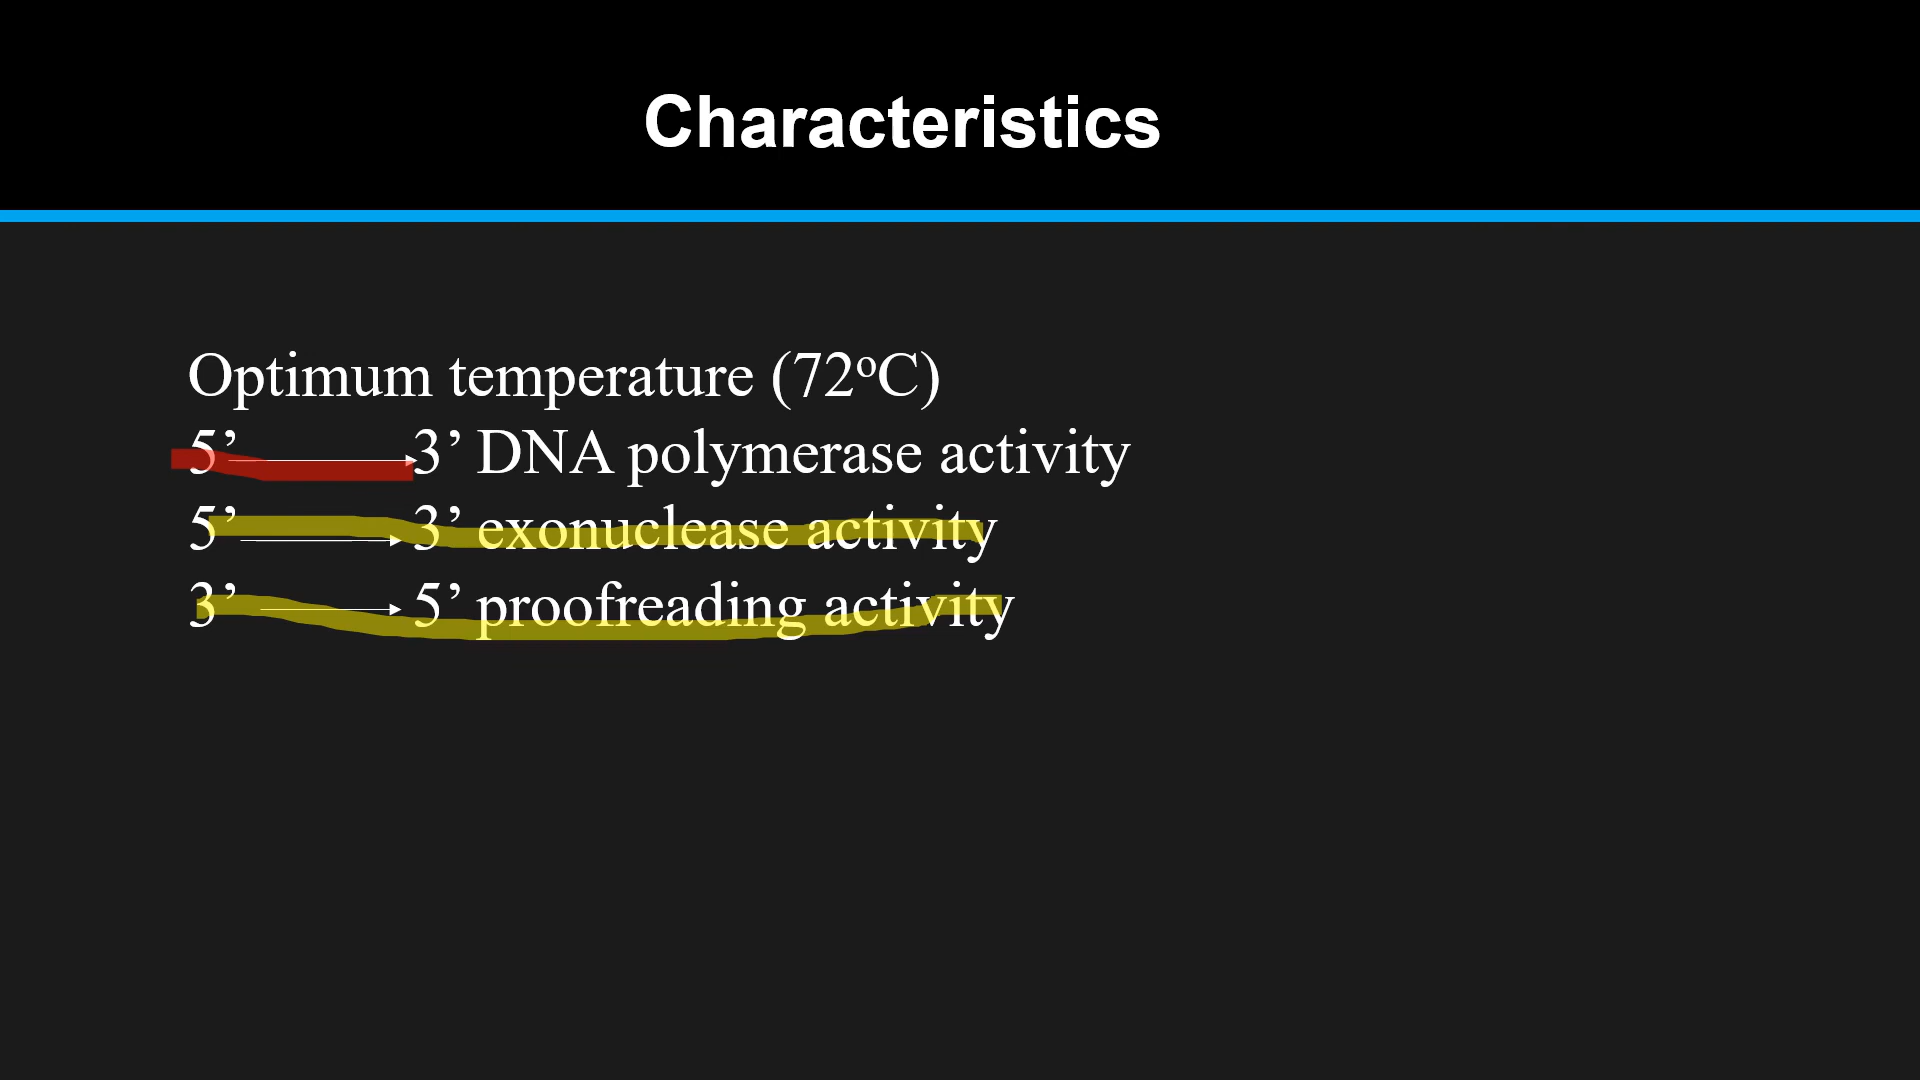 Characteristics
Optimum temperature (72ºC)
5’ → 3’ DNA polymerase activity
5’ → 3’ exonuclease activity
3’ → 5’ proofreading activity